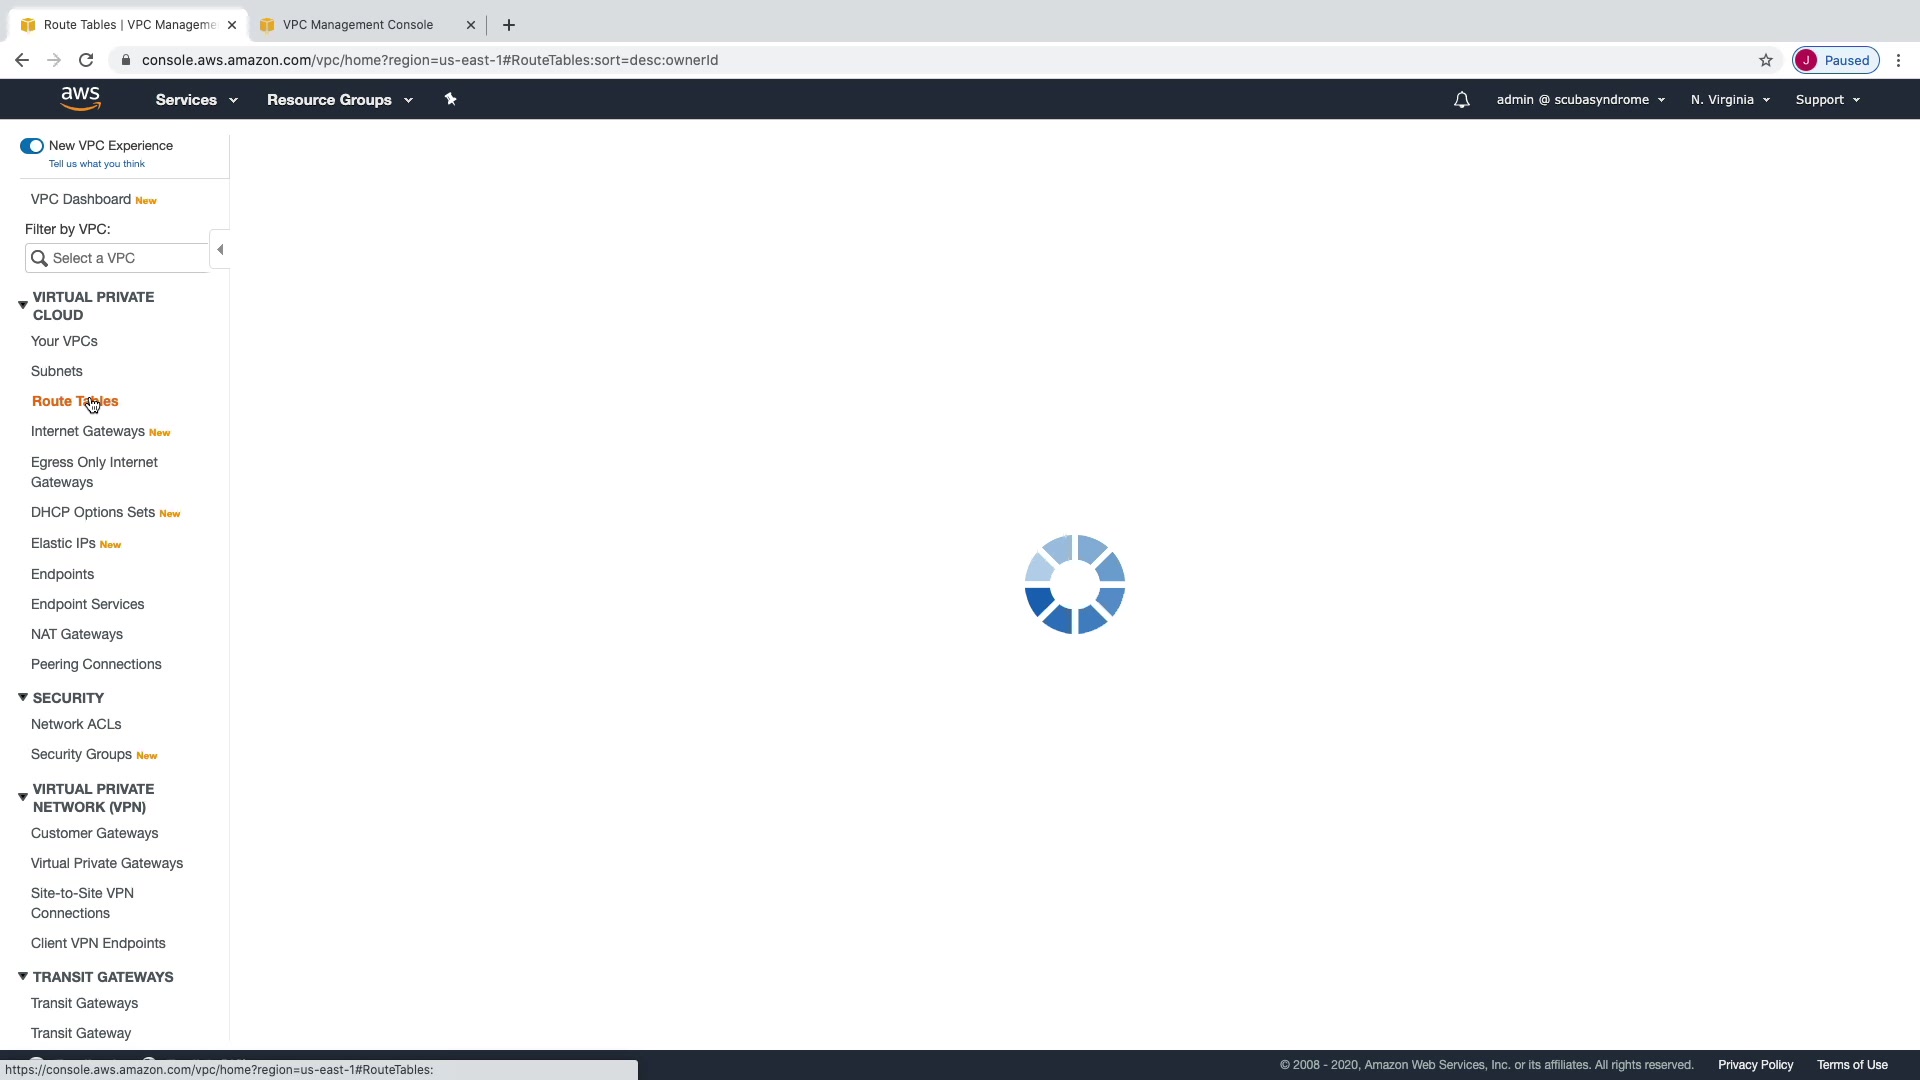 Route Tables | VPC Manageme
VPC Management Console
console.aws.amazon.com/vpc/home?region=us-east-1#RouteTables:sort=desc:ownerId
J
Paused
aws
Services
Resource Groups
admin @ scubasyndrome
N. Virginia
Support
New VPC Experience
Tell us what you think
VPC Dashboard New
Filter by VPC:
Select a VPC
VIRTUAL PRIVATE
CLOUD
Your VPCs
Subnets
Route Tables
Internet Gateways New
Egress Only Internet
Gateways
DHCP Options Sets New
Elastic IPs New
Endpoints
Endpoint Services
NAT Gateways
Peering Connections
SECURITY
Network ACLs
Security Groups New
VIRTUAL PRIVATE
NETWORK (VPN)
Customer Gateways
Virtual Private Gateways
Site-to-Site VPN
Connections
Client VPN Endpoints
TRANSIT GATEWAYS
Transit Gateways
Transit Gateway
https://console.aws.amazon.com/vpc/home?region=us-east-1#RouteTables:
© 2008 - 2020, Amazon Web Services, Inc. or its affiliates. All rights reserved.
Privacy Policy
Terms of Use